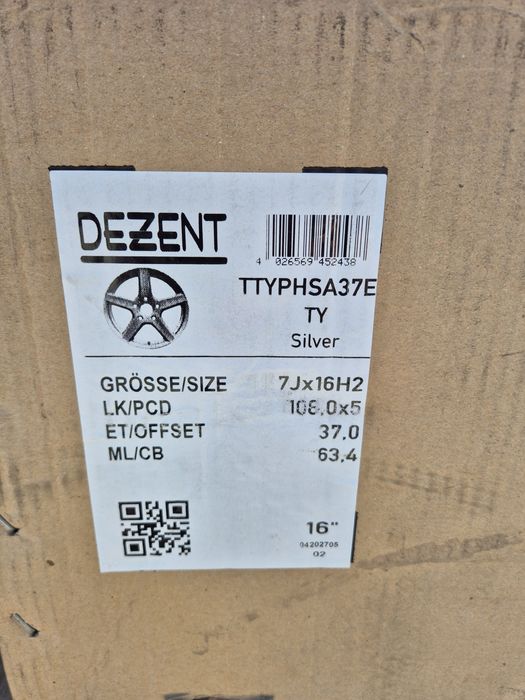 DEZENT
4 026569 452438
TTYPHSA37E
TY
Silver
GRÖSSE/SIZE 7Jx16H2
LK/PCD 108.0x5
ET/OFFSET 37.0
ML/CB 63.4
16"
04202705
02